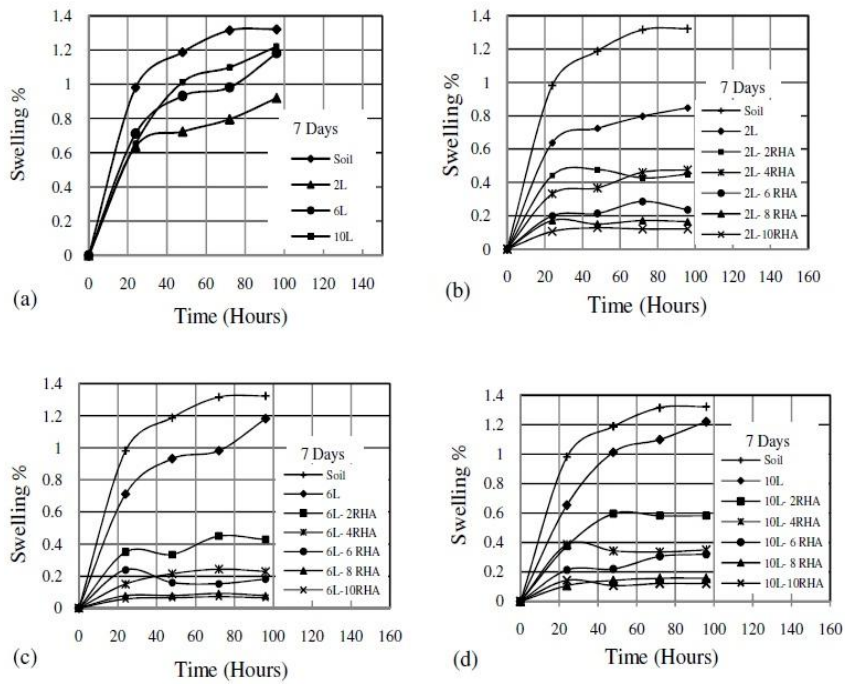 1.4
1.2
1
0.8
0.6
0.4
0.2
0
Swelling %
7 Days
Soil
2L
6L
10L
0 20 40 60 80 100 120 140
Time (Hours)
(a)
1.4
1.2
1
0.8
0.6
0.4
0.2
0
Swelling %
7 Days
Soil
2L
2L- 2RHA
2L- 4RHA
2L- 6 RHA
2L- 8 RHA
2L-10RHA
0 20 40 60 80 100 120 140 160
Time (Hours)
(b)
1.4
1.2
1
0.8
0.6
0.4
0.2
0
Swelling %
7 Days
Soil
6L
6L- 2RHA
6L- 4RHA
6L- 6 RHA
6L- 8 RHA
6L-10RHA
0 20 40 60 80 100 120 140 160
Time (Hours)
(c)
1.4
1.2
1
0.8
0.6
0.4
0.2
0
Swelling %
7 Days
Soil
10L
10L- 2RHA
10L- 4RHA
10L- 6 RHA
10L- 8 RHA
10L-10RHA
0 20 40 60 80 100 120 140 160
Time (Hours)
(d)